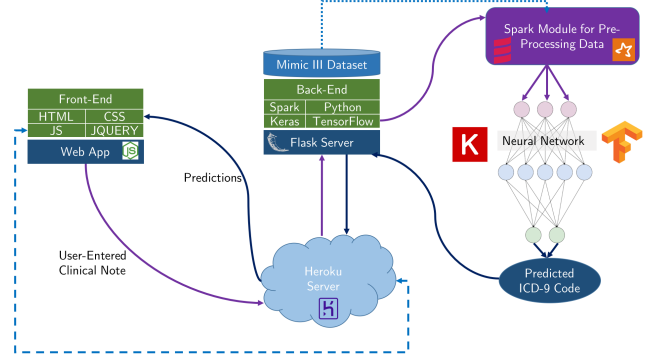 Spark Module for Pre-
Processing Data
Mimic III Dataset
Back-End
Spark Python
Keras TensorFlow
Flask Server
Front-End
HTML CSS
JS JQUERY
Web App
JS
K
Neural Network
Predictions
User-Entered
Clinical Note
Heroku
Server
Predicted
ICD-9 Code